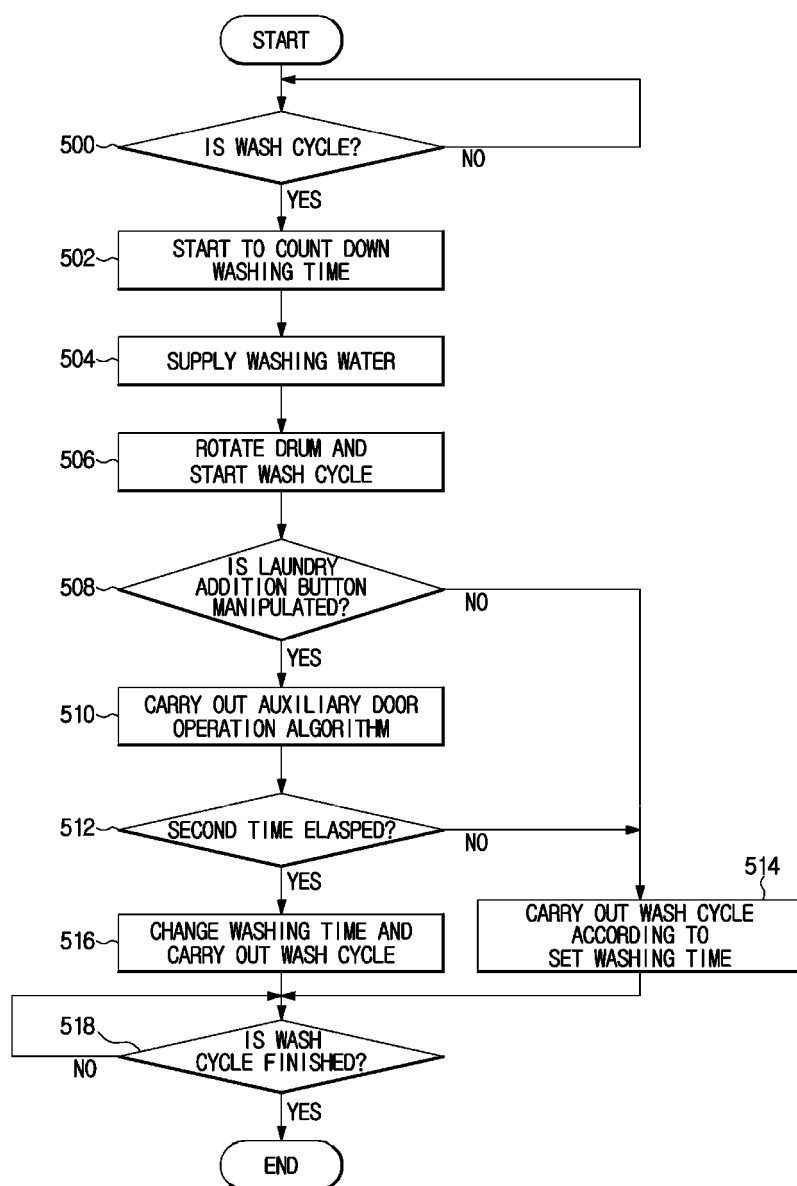 START
500
IS WASH CYCLE?
NO
YES
502
START TO COUNT DOWN
WASHING TIME
504
SUPPLY WASHING WATER
506
ROTATE DRUM AND
START WASH CYCLE
508
IS LAUNDRY
ADDITION BUTTON
MANIPULATED?
NO
YES
510
CARRY OUT AUXILIARY DOOR
OPERATION ALGORITHM
512
SECOND TIME ELASPED?
NO
YES
514
516
CHANGE WASHING TIME AND
CARRY OUT WASH CYCLE
CARRY OUT WASH CYCLE
ACCORDING TO
SET WASHING TIME
518
IS WASH
CYCLE FINISHED?
NO
YES
END